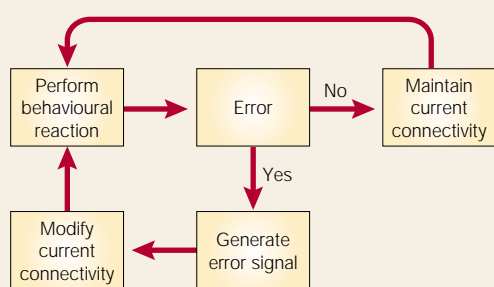 Perform
behavioural
reaction
Error
No
Maintain
current
connectivity
Yes
Modify
current
connectivity
Generate
error signal